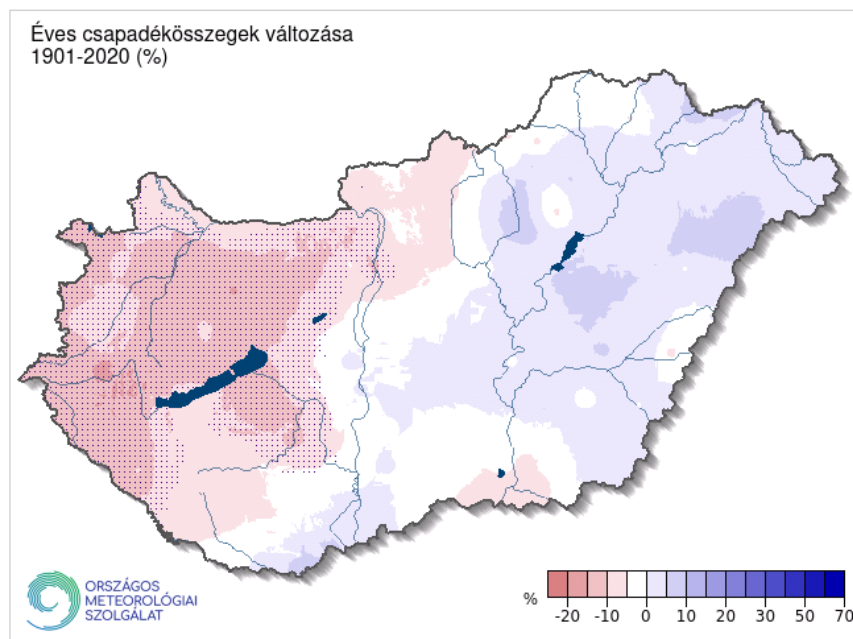 Éves csapadékösszegek változása
1901-2020 (%)
ORSZÁGOS
METEOROLÓGIAI
SZOLGÁLAT
% -20 -10 0 10 20 30 50 70